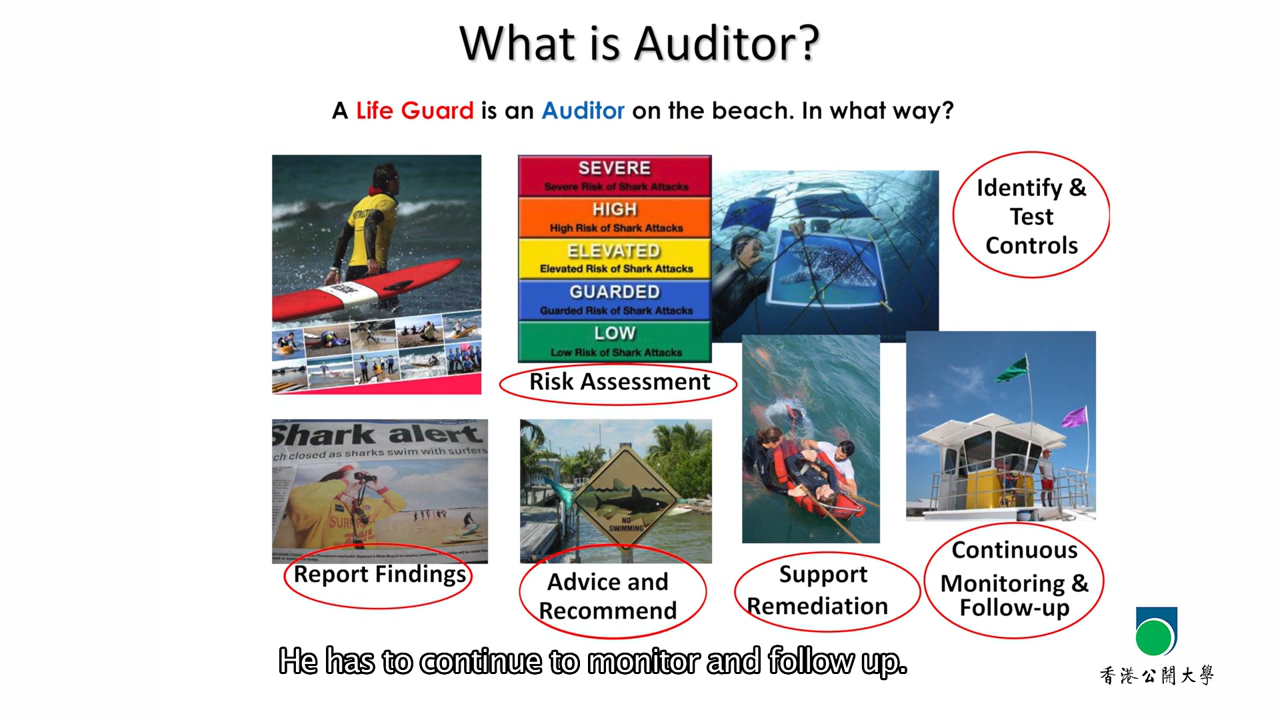 What is Auditor?
A Life Guard is an Auditor on the beach. In what way?
SEVERE
Severe Risk of Shark Attacks
HIGH
High Risk of Shark Attacks
ELEVATED
Elevated Risk of Shark Attacks
GUARDED
Guarded Risk of Shark Attacks
LOW
Low Risk of Shark Attacks
Risk Assessment
Identify &
Test
Controls
Shark alert
ch closed as sharks swim with surfers
Report Findings
NO
SWIMMING
Advice and
Recommend
Support
Remediation
Continuous
Monitoring &
Follow-up
He has to continue to monitor and follow up.
香港公開大學